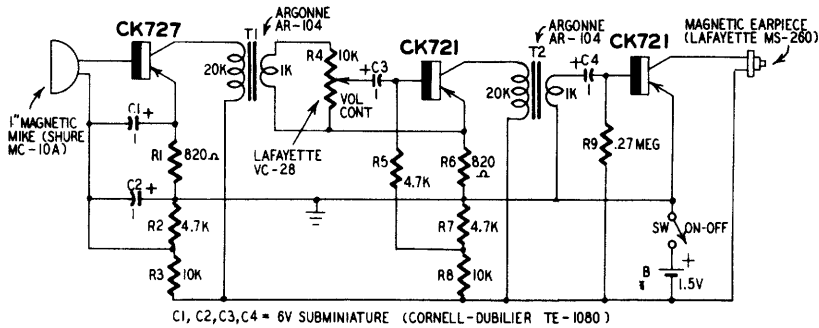 CK727
T1
ARGONNE
AR-104
20K
1K
R4
10K
VOL
CONT
+C3
1
CK721
ARGONNE
AR-104
T2
20K
1K
+C4
1
CK721
MAGNETIC EARPIECE
(LAFAYETTE MS-260)
1" MAGNETIC
MIKE (SHURE
MC-10A)
C1 +
1
R1
820Ω
LAFAYETTE
VC-28
R5
4.7K
R6
820
Ω
R9
.27 MEG
C2 +
1
R2
4.7K
R7
4.7K
SW
ON-OFF
R3
10K
R8
10K
B
+
1.5V
C1, C2, C3, C4 = 6V SUBMINIATURE (CORNELL-DUBILIER TE-1080)